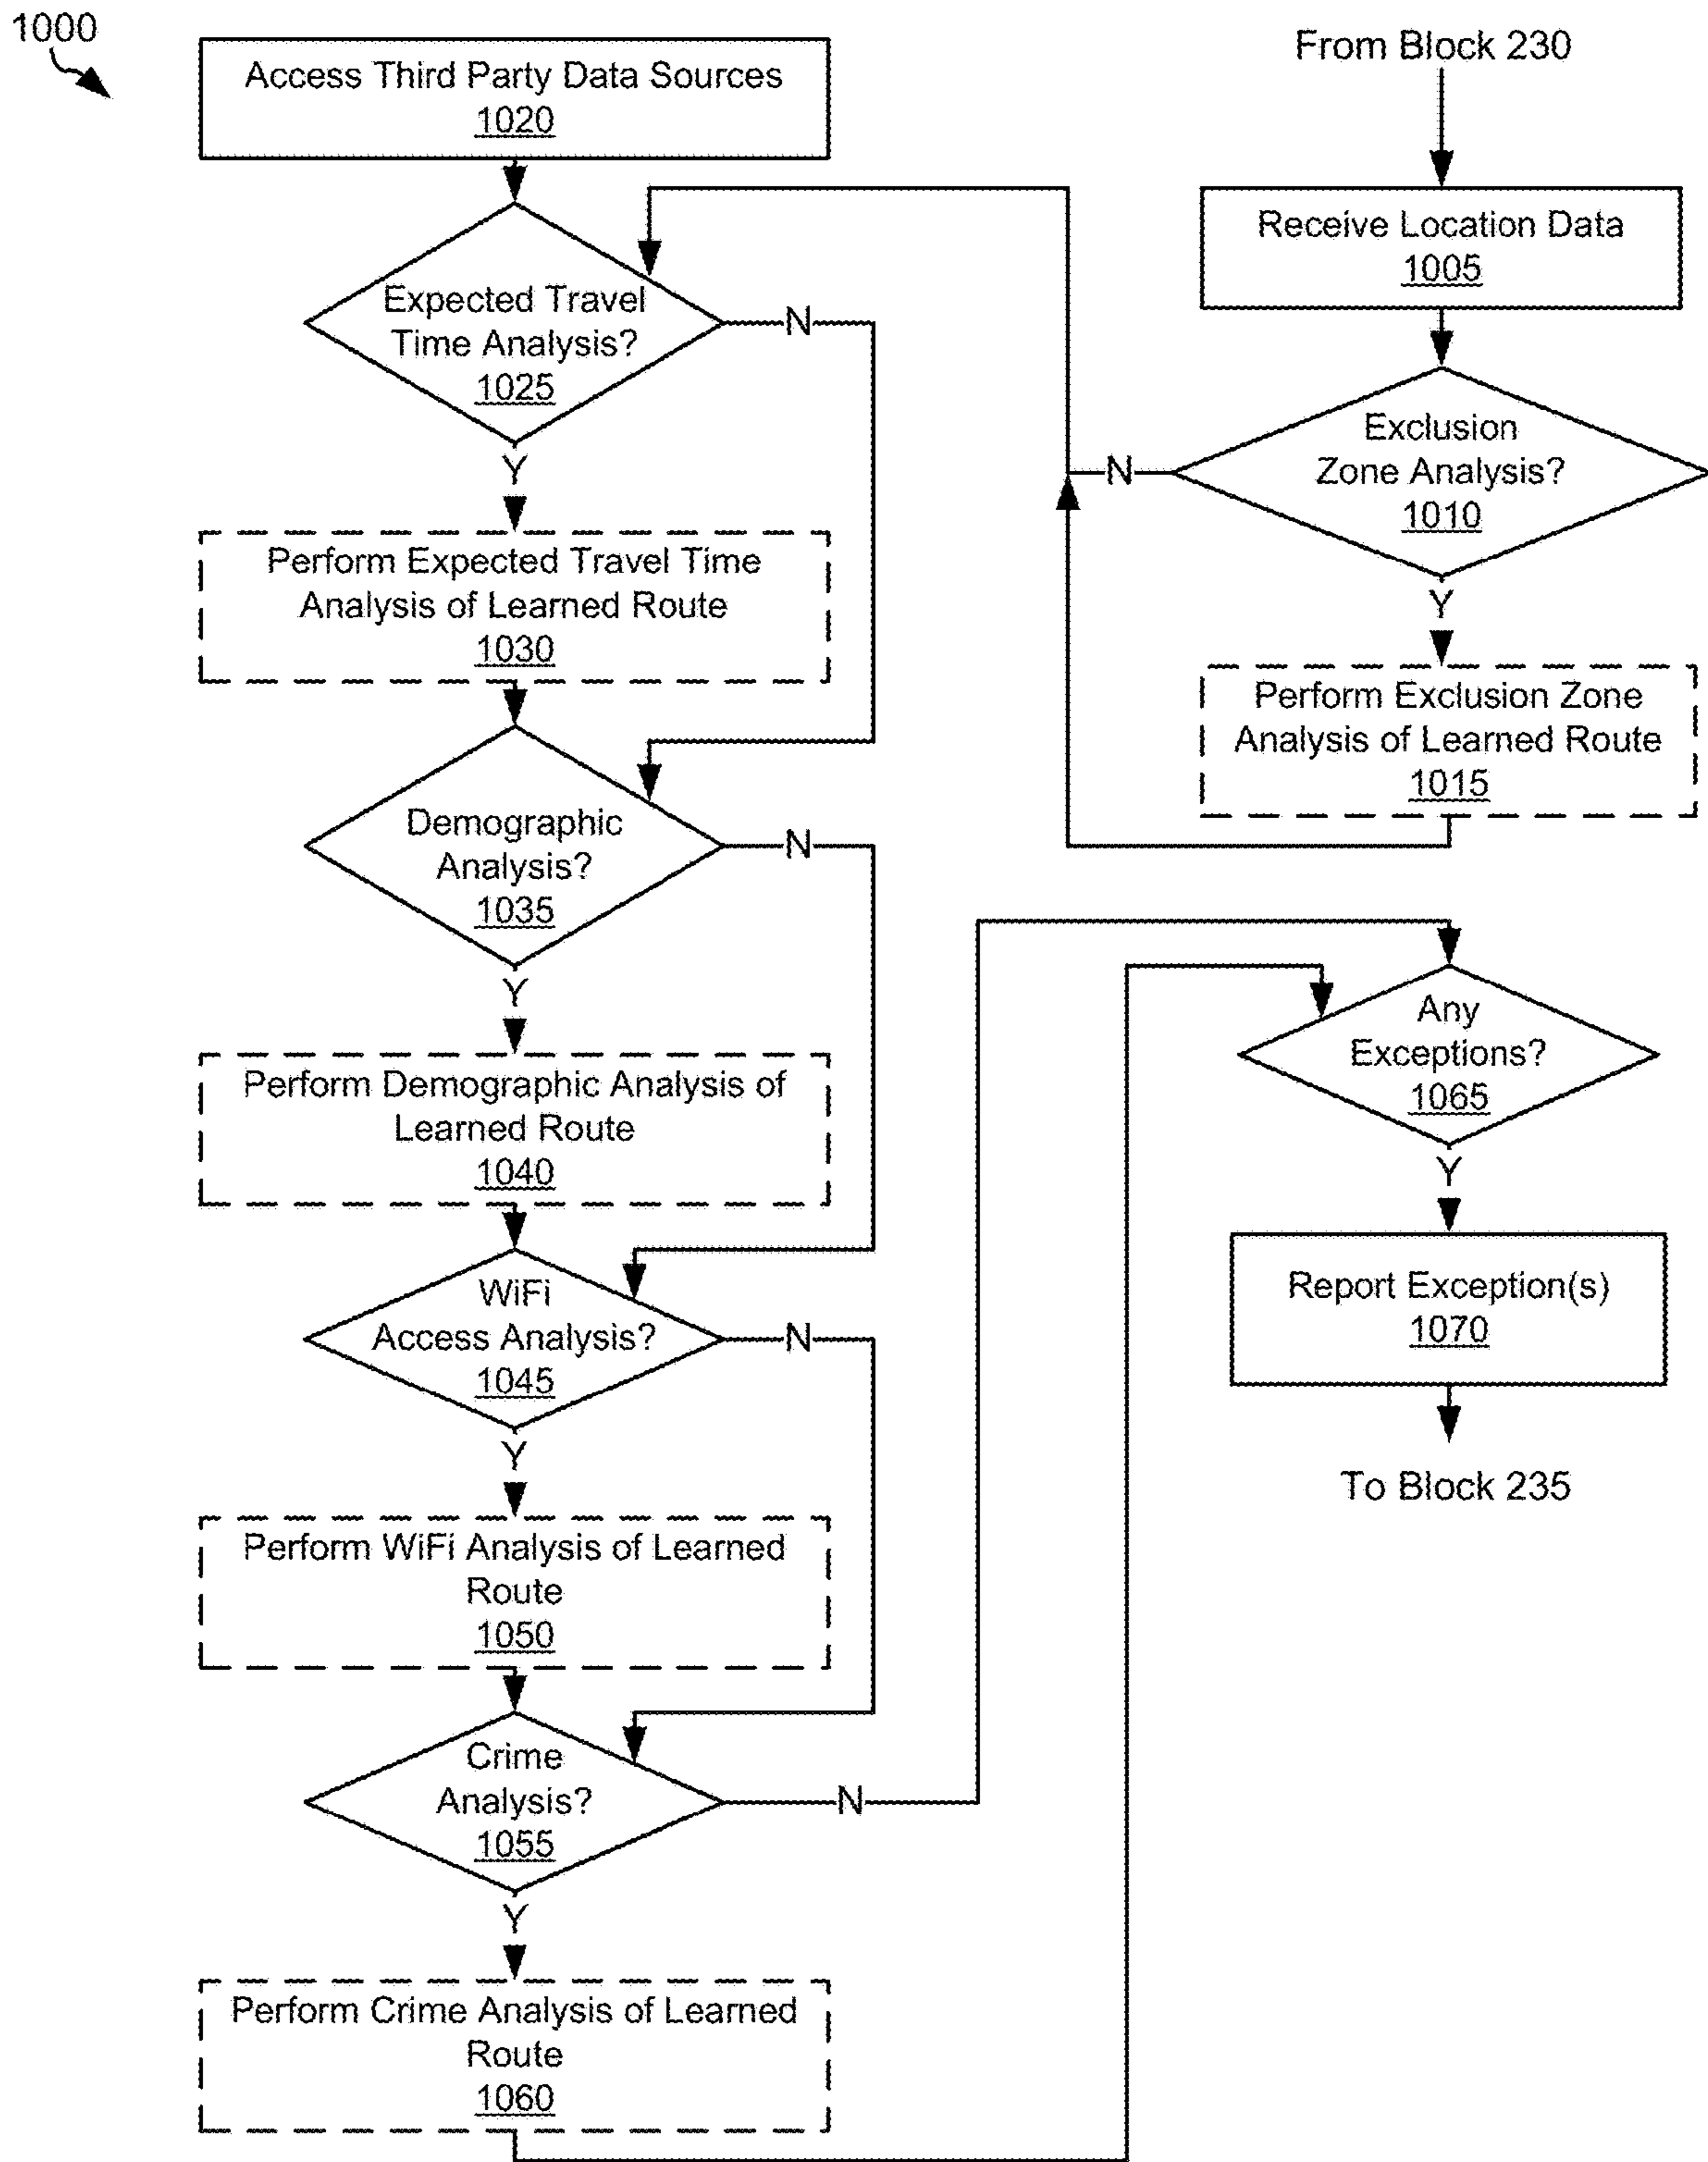 1000
Access Third Party Data Sources
1020
Expected Travel
Time Analysis?
1025
N
Y
Perform Expected Travel Time
Analysis of Learned Route
1030
Demographic
Analysis?
1035
N
Y
Perform Demographic Analysis of
Learned Route
1040
WiFi
Access Analysis?
1045
N
Y
Perform WiFi Analysis of Learned
Route
1050
Crime
Analysis?
1055
N
Y
Perform Crime Analysis of Learned
Route
1060
From Block 230
Receive Location Data
1005
Exclusion
Zone Analysis?
1010
N
Y
Perform Exclusion Zone
Analysis of Learned Route
1015
Any
Exceptions?
1065
Y
Report Exception(s)
1070
To Block 235